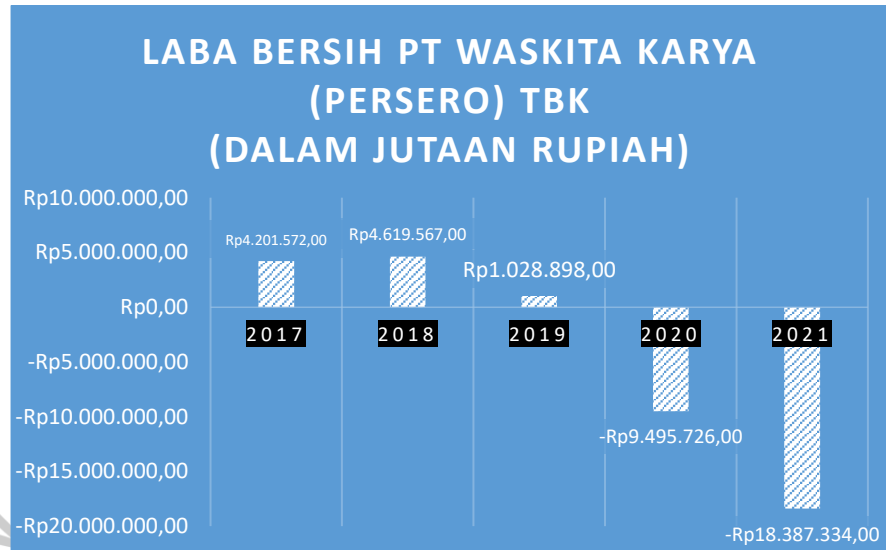 LABA BERSIH PT WASKITA KARYA
(PERSERO) TBK
(DALAM JUTAAN RUPIAH)
Rp10.000.000,00
Rp5.000.000,00
Rp0,00
-Rp5.000.000,00
-Rp10.000.000,00
-Rp15.000.000,00
-Rp20.000.000,00
Rp4.201.572,00
Rp4.619.567,00
Rp1.028.898,00
-Rp9.495.726,00
-Rp18.387.334,00
2017
2018
2019
2020
2021